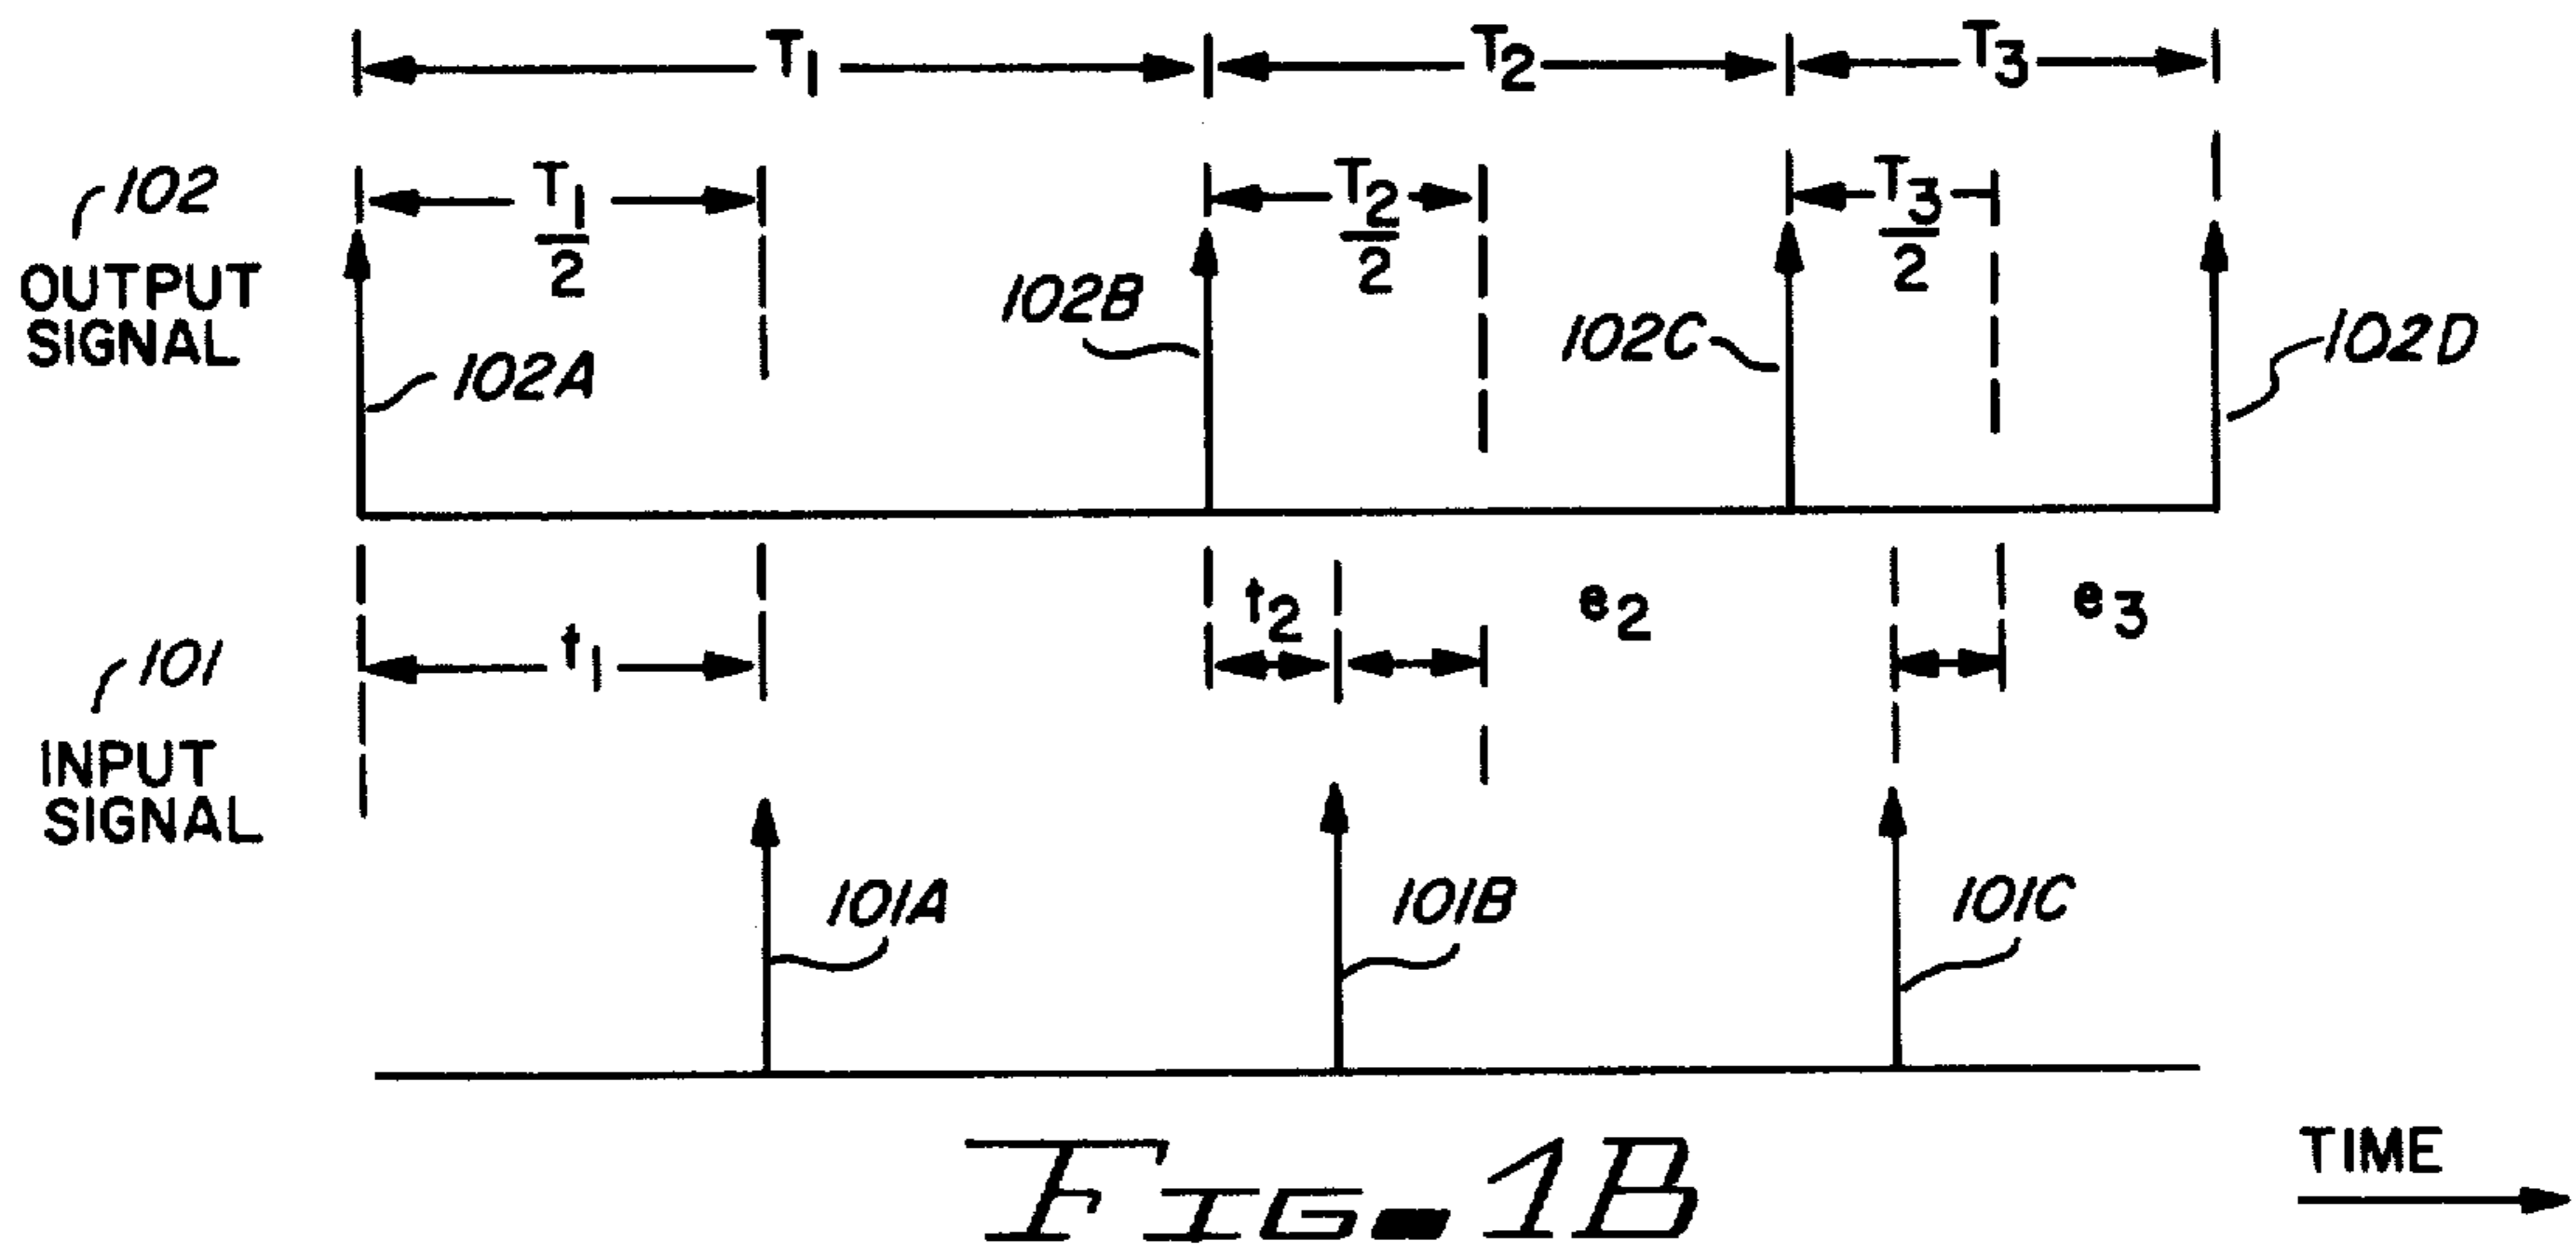 T1 T2 T3
T1/2 T2/2 T3/2
102
OUTPUT
SIGNAL
102A
102B
102C
102D
t1 t2 e2 e3
101
INPUT
SIGNAL
101A
101B
101C
FIG. 1B
TIME